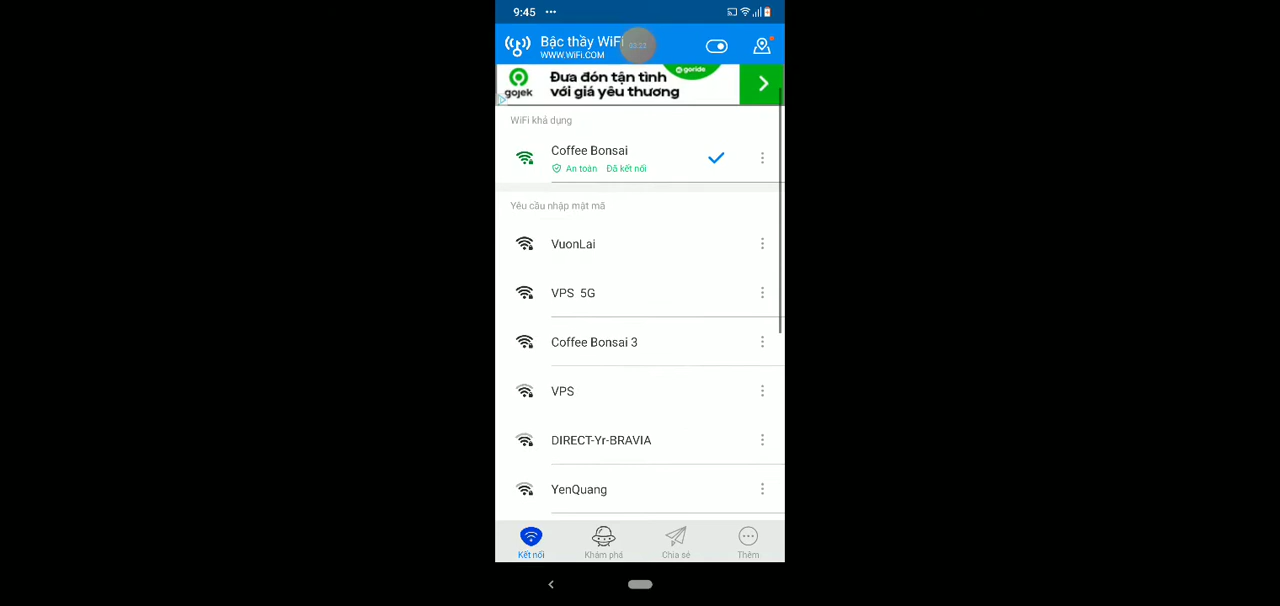 9:45
Bậc thầy WiFi
WWW.WiFi.COM
03:23
goride
gojek
Đưa đón tận tình
với giá yêu thương
WiFi khả dụng
Coffee Bonsai
An toàn Đã kết nối
Yêu cầu nhập mật mã
VuonLai
VPS 5G
Coffee Bonsai 3
VPS
DIRECT-Yr-BRAVIA
YenQuang
Kết nối
Khám phá
Chia sẻ
Thêm